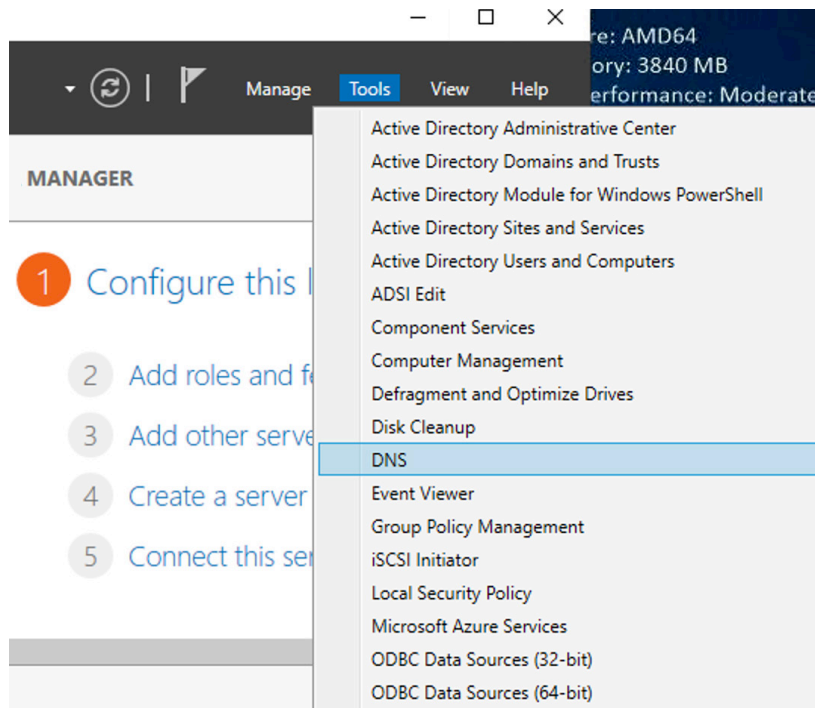 re: AMD64
ory: 3840 MB
erformance: Moderate
Manage Tools View Help
MANAGER
1 Configure this l
2 Add roles and fe
3 Add other serve
4 Create a server
5 Connect this ser
Active Directory Administrative Center
Active Directory Domains and Trusts
Active Directory Module for Windows PowerShell
Active Directory Sites and Services
Active Directory Users and Computers
ADSI Edit
Component Services
Computer Management
Defragment and Optimize Drives
Disk Cleanup
DNS
Event Viewer
Group Policy Management
iSCSI Initiator
Local Security Policy
Microsoft Azure Services
ODBC Data Sources (32-bit)
ODBC Data Sources (64-bit)